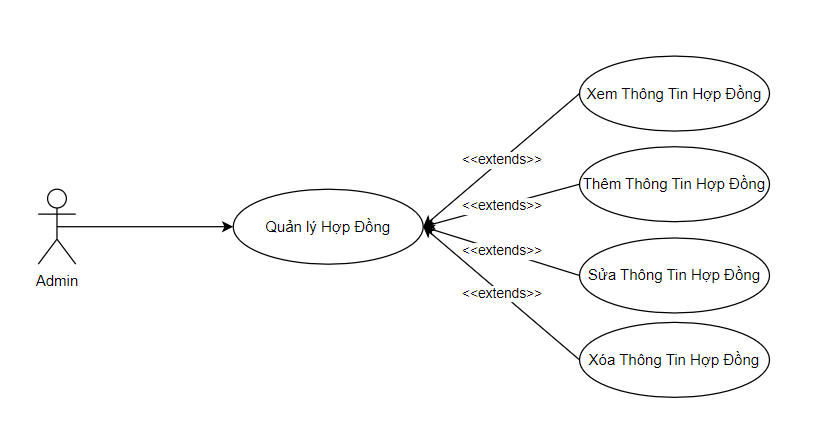 Xem Thông Tin Hợp Đồng
<<extends>>
Thêm Thông Tin Hợp Đồng
<<extends>>
Admin
Quản lý Hợp Đồng
<<extends>>
Sửa Thông Tin Hợp Đồng
<<extends>>
Xóa Thông Tin Hợp Đồng